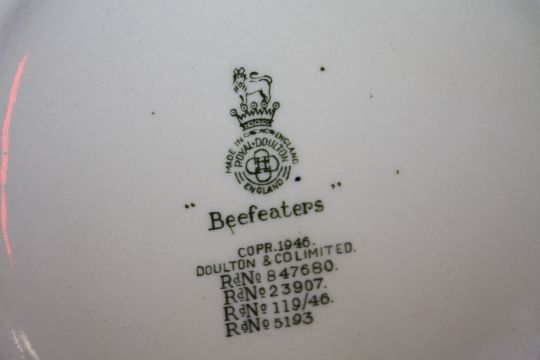 MADE IN ENGLAND
ROYAL·DOULTON
ENGLAND
"Beefeaters"
COPR.1946.
DOULTON & CO LIMITED.
RdNo 847680.
RdNo 23907.
RdNo 119/46.
RdNo 5193